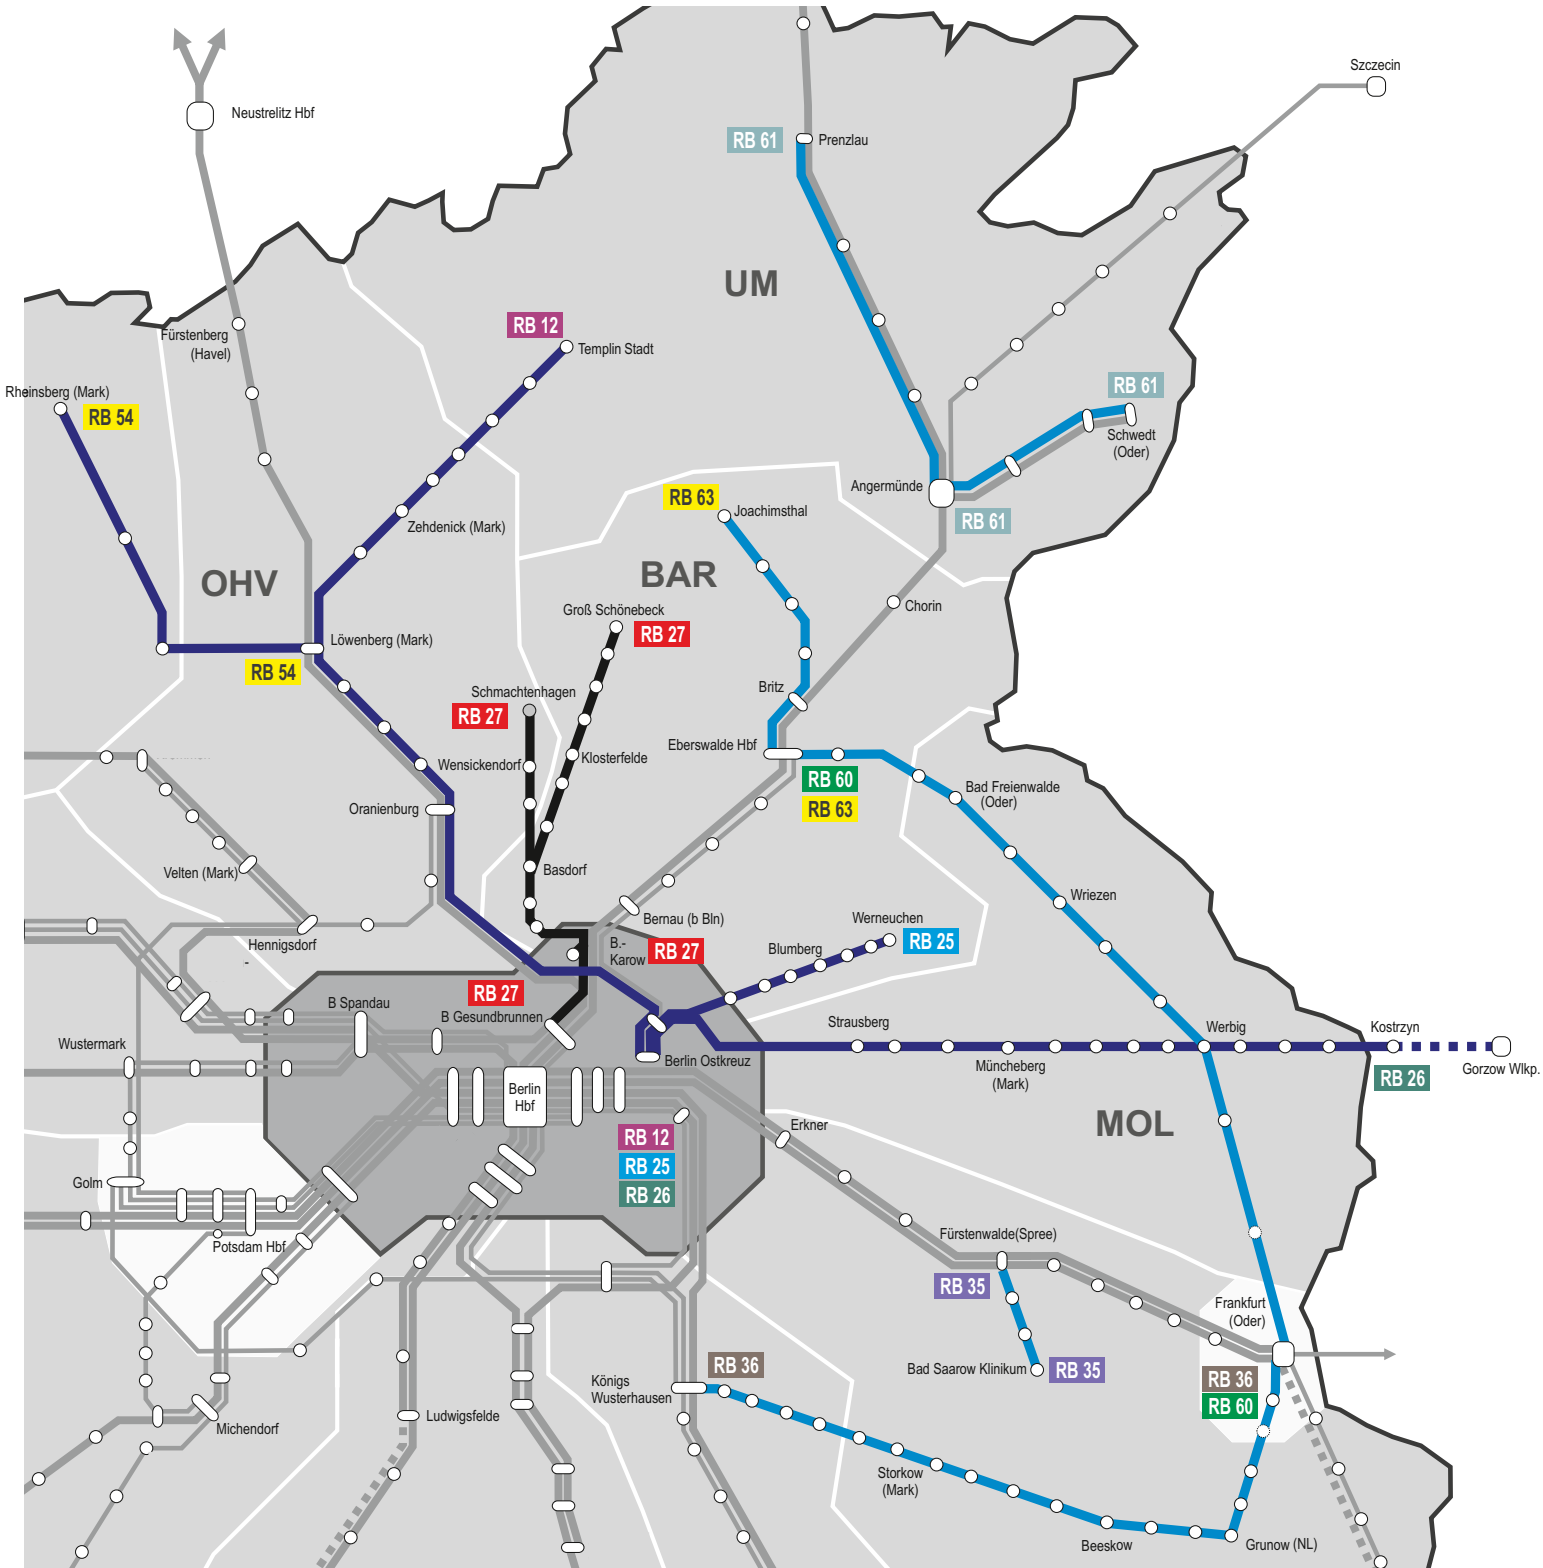 Szczecin
Neustrelitz Hbf
RB 61
Prenzlau
UM
RB 12
Fürstenberg
(Havel)
Templin Stadt
Rheinsberg (Mark)
RB 54
RB 61
Schwedt
(Oder)
Angermünde
RB 61
RB 63
Joachimsthal
Zehdenick (Mark)
OHV
BAR
Chorin
Groß Schönebeck
RB 27
Löwenberg (Mark)
RB 54
Schmachtenhagen
RB 27
Britz
Eberswalde Hbf
Klosterfelde
Wensickendorf
RB 60
RB 63
Bad Freienwalde
(Oder)
Oranienburg
Velten (Mark)
Basdorf
Wriezen
Bernau (b Bln)
Werneuchen
RB 25
Hennigsdorf
-
B.-
Karow
RB 27
Blumberg
RB 27
B Spandau
B Gesundbrunnen
Strausberg
Werbig
Kostrzyn
Wustermark
Berlin Ostkreuz
Müncheberg
(Mark)
Gorzow Wlkp.
RB 26
Berlin
Hbf
MOL
Erkner
RB 12
RB 25
RB 26
Golm
Potsdam Hbf
Fürstenwalde(Spree)
RB 35
Frankfurt
(Oder)
Bad Saarow Klinikum
RB 35
RB 36
Königs
Wusterhausen
RB 36
RB 60
Michendorf
Ludwigsfelde
Storkow
(Mark)
Beeskow
Grunow (NL)